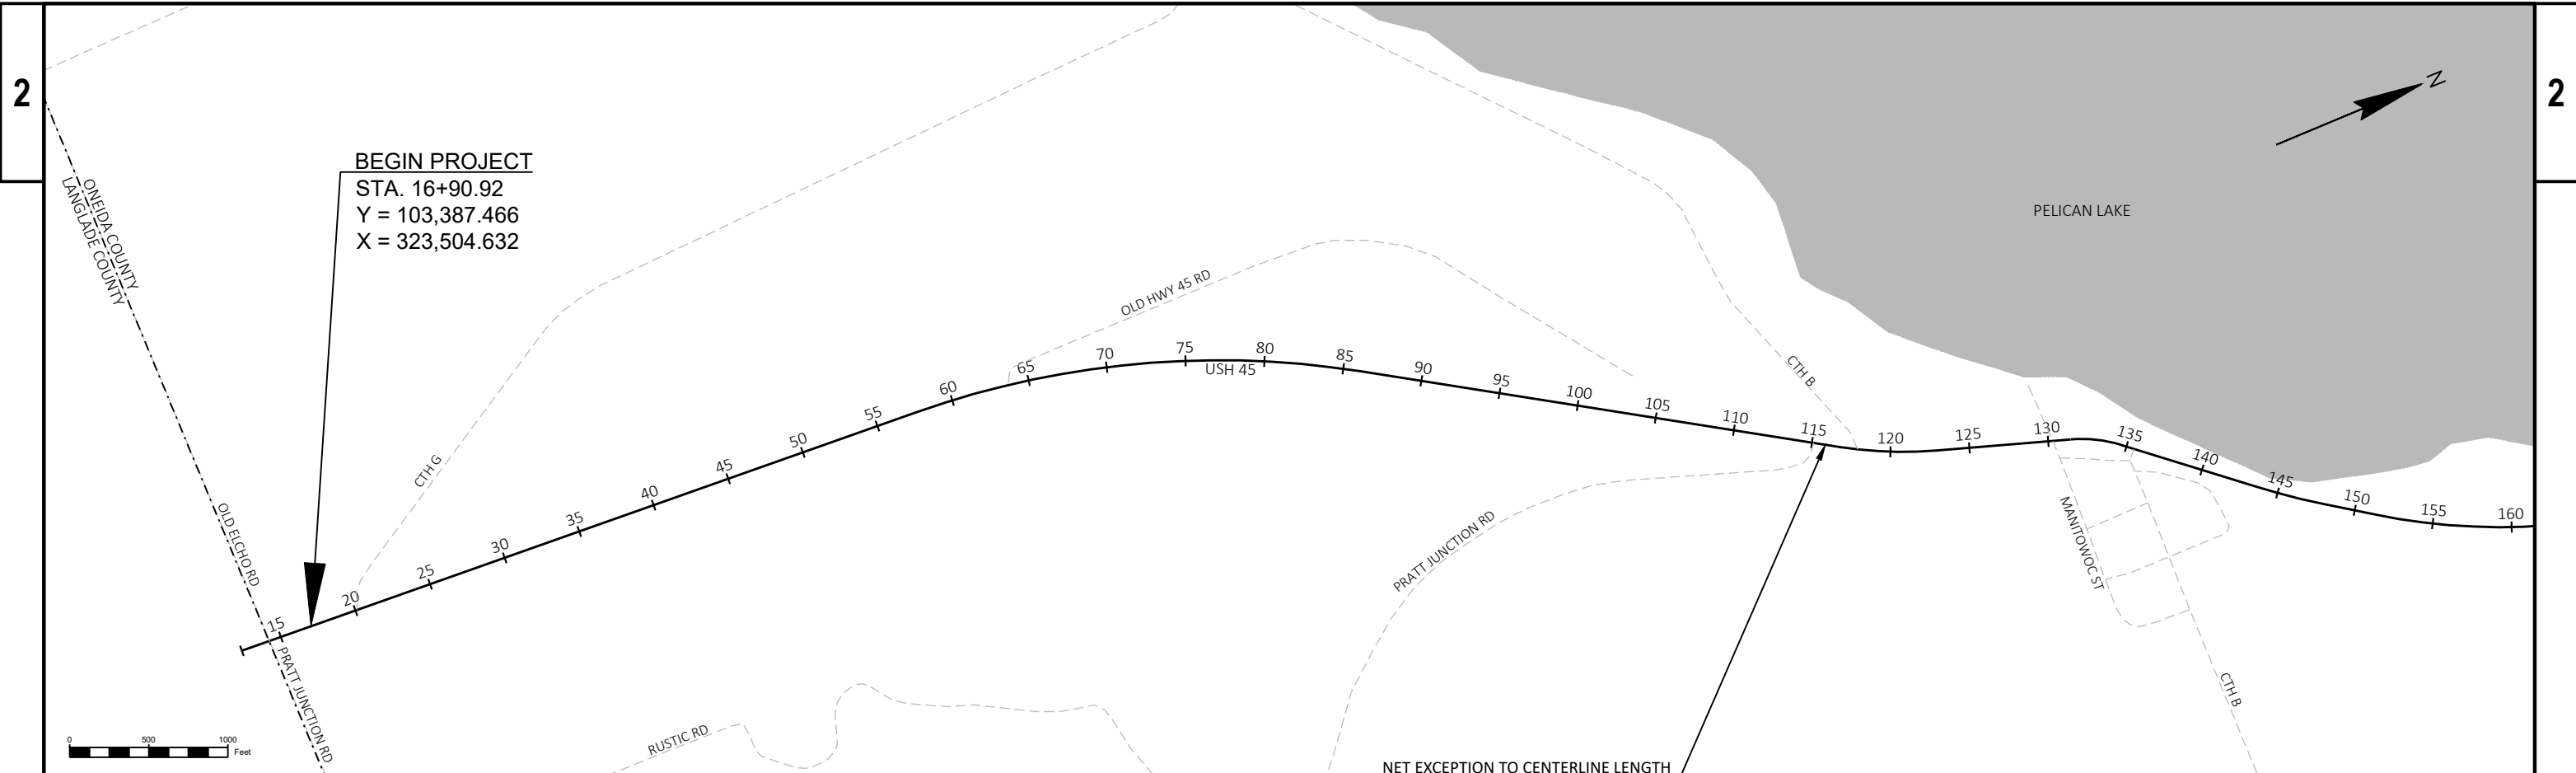 2
2
N
BEGIN PROJECT
STA. 16+90.92
Y = 103,387.466
X = 323,504.632
ONEIDA COUNTY
LANGLADE COUNTY
PELICAN LAKE
OLD HWY 45 RD
USH 45
CTH G
CTH B
OLD ELCHO RD
PRATT JUNCTION RD
15
20
25
30
35
40
45
50
55
60
65
70
75
80
85
90
95
100
105
110
115
120
125
130
135
140
145
150
155
160
PRATT JUNCTION RD
MANITOWOC ST
CTH B
RUSTIC RD
0 500 1000
Feet
NET EXCEPTION TO CENTERLINE LENGTH